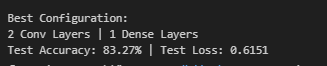 Best Configuration:
2 Conv Layers | 1 Dense Layers
Test Accuracy: 83.27% | Test Loss: 0.6151